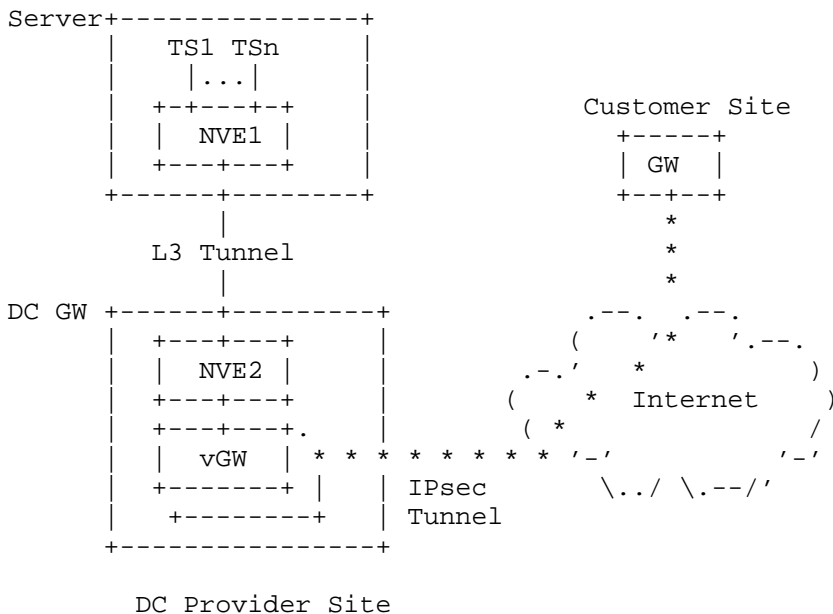 Server
TS1 TSn
...
NVE1
Customer Site
GW
L3 Tunnel
DC GW
NVE2
Internet
vGW
IPsec
Tunnel
DC Provider Site